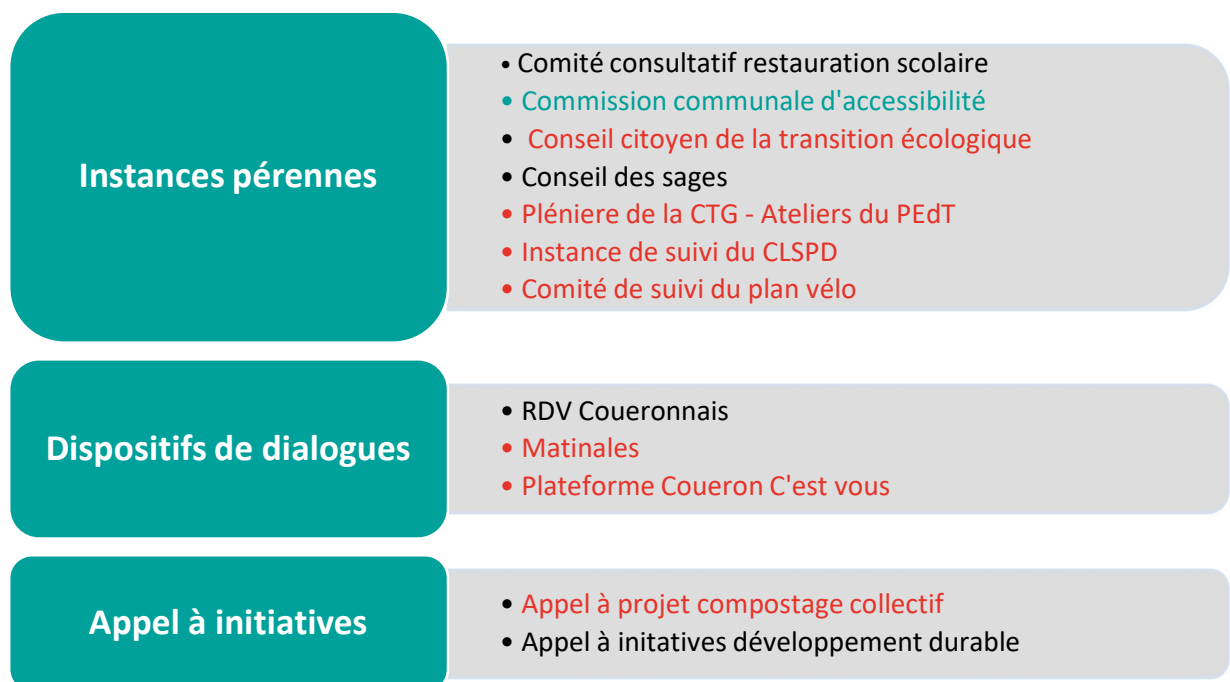 Instances pérennes
• Comité consultatif restauration scolaire
• Commission communale d'accessibilité
• Conseil citoyen de la transition écologique
• Conseil des sages
• Pléniere de la CTG - Ateliers du PEdT
• Instance de suivi du CLSPD
• Comité de suivi du plan vélo
Dispositifs de dialogues
• RDV Coueronnais
• Matinales
• Plateforme Coueron C'est vous
Appel à initiatives
• Appel à projet compostage collectif
• Appel à initatives développement durable